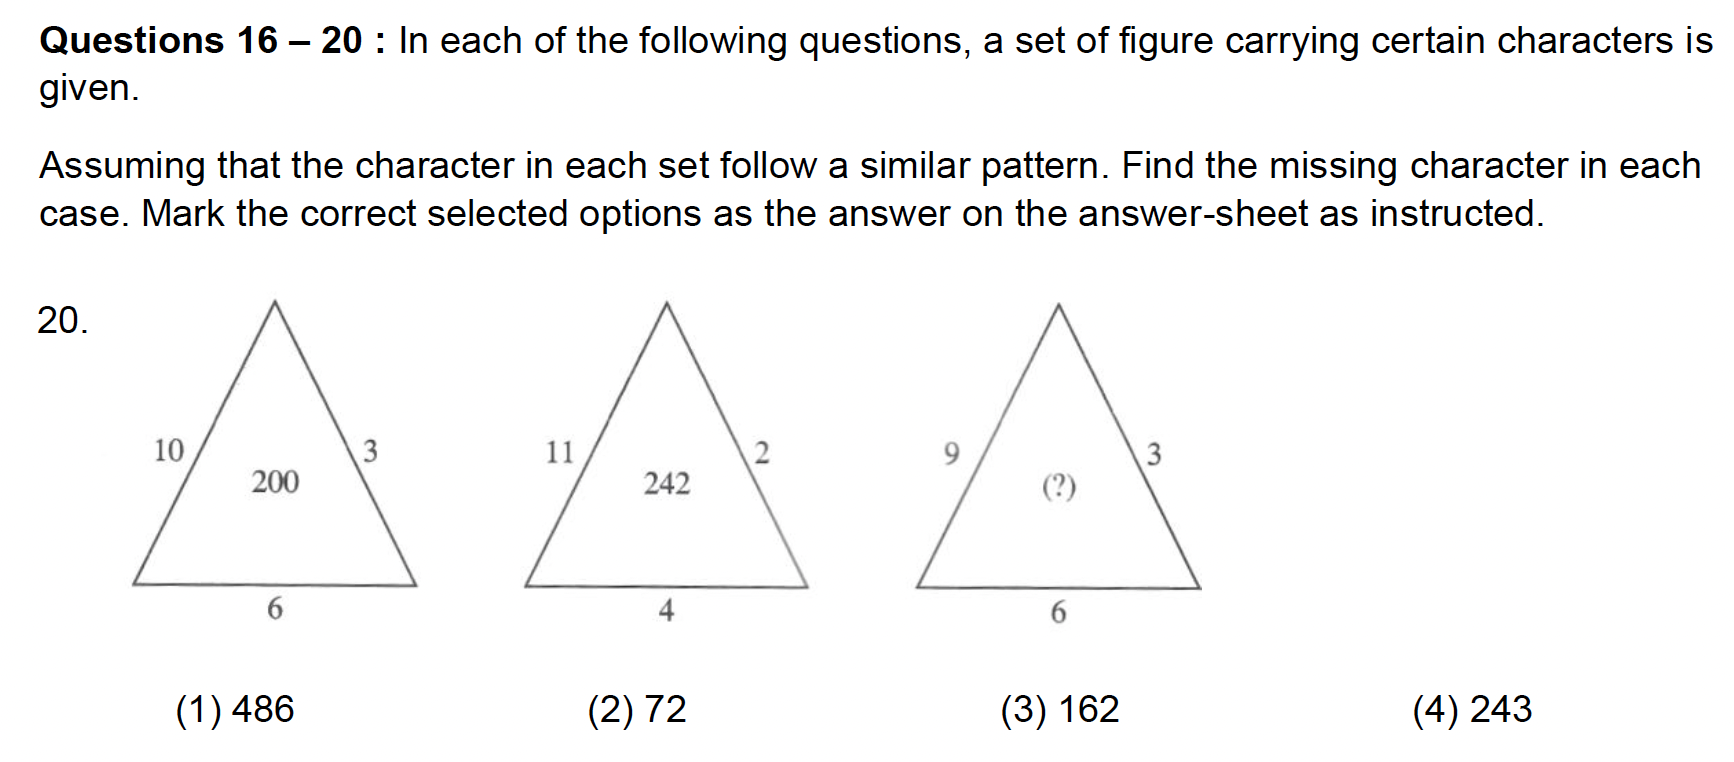 Questions 16 – 20 : In each of the following questions, a set of figure carrying certain characters is
given.
Assuming that the character in each set follow a similar pattern. Find the missing character in each
case. Mark the correct selected options as the answer on the answer-sheet as instructed.
20.
10 3 11 2 9 3
200 242 (?)
6 4 6
(1) 486 (2) 72 (3) 162 (4) 243